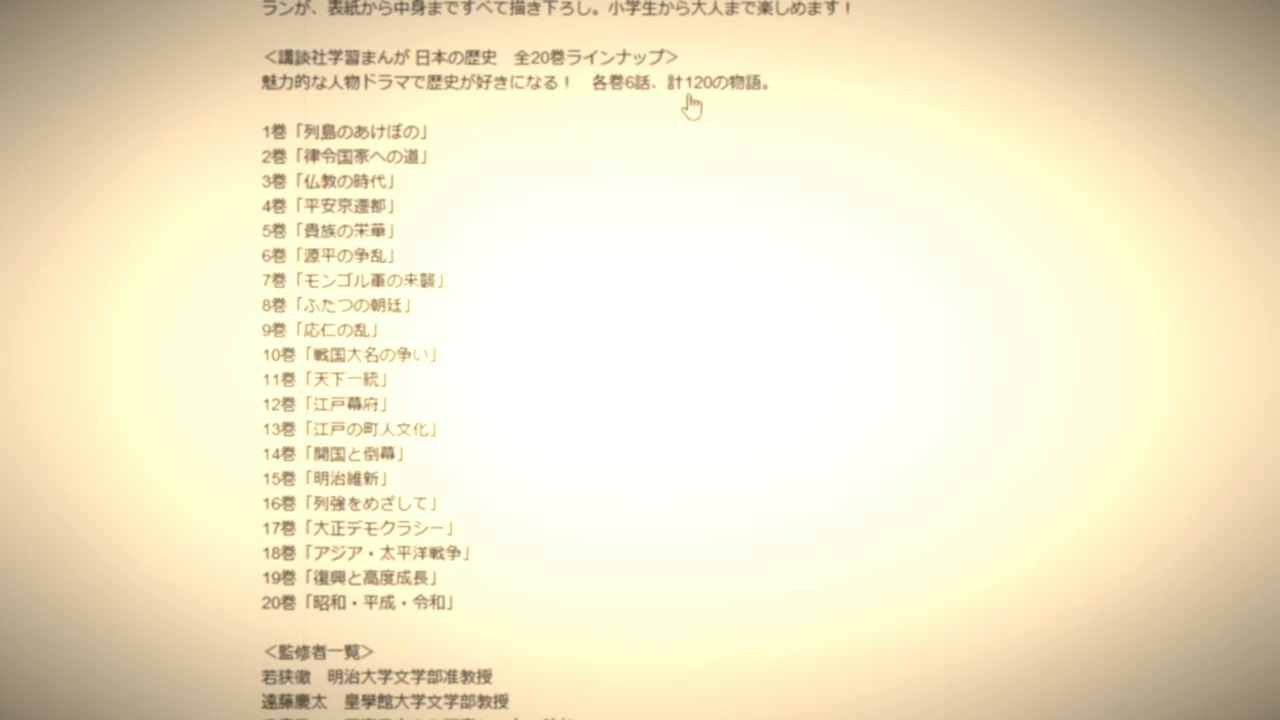 ランが、表紙から中身まですべて描き下ろし。小学生から大人まで楽しめます！
＜講談社学習まんが 日本の歴史　全20巻ラインナップ＞
魅力的な人物ドラマで歴史が好きになる！　各巻6話、計120の物語。
1巻「列島のあけぼの」
2巻「律令国家への道」
3巻「仏教の時代」
4巻「平安京遷都」
5巻「貴族の栄華」
6巻「源平の争乱」
7巻「モンゴル軍の来襲」
8巻「ふたつの朝廷」
9巻「応仁の乱」
10巻「戦国大名の争い」
11巻「天下一統」
12巻「江戸幕府」
13巻「江戸の町人文化」
14巻「開国と倒幕」
15巻「明治維新」
16巻「列強をめざして」
17巻「大正デモクラシー」
18巻「アジア・太平洋戦争」
19巻「復興と高度成長」
20巻「昭和・平成・令和」
＜監修者一覧＞
若狭徹　明治大学文学部准教授
遠藤慶太　皇學館大学文学部教授